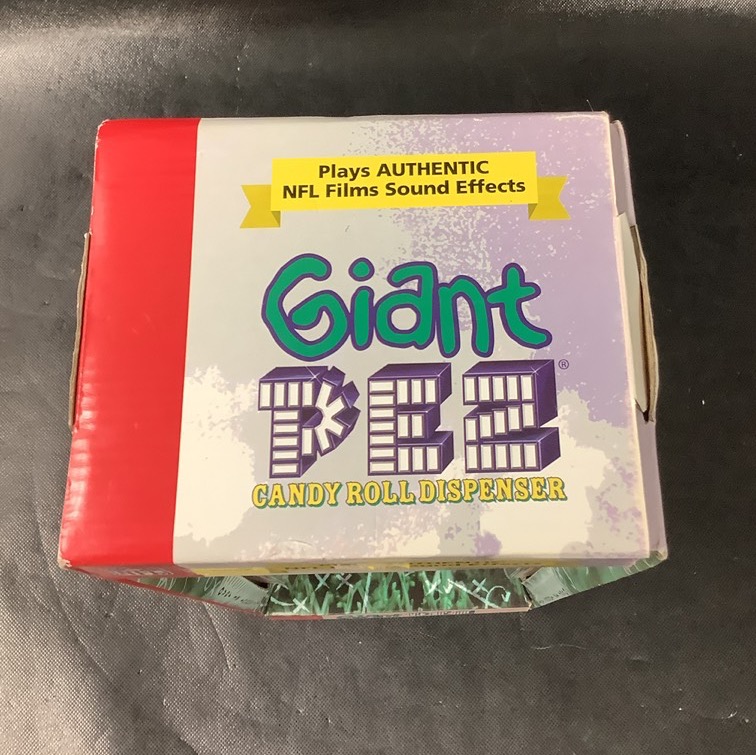 Plays AUTHENTIC
NFL Films Sound Effects
Giant
PEZ®
CANDY ROLL DISPENSER